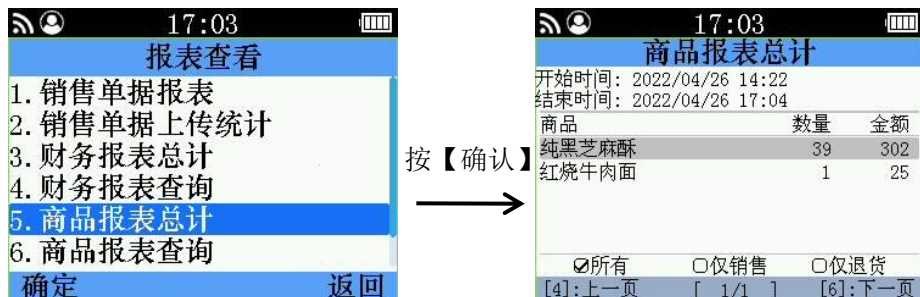 17:03
报表查看
1. 销售单据报表
2. 销售单据上传统计
3. 财务报表总计
4. 财务报表查询
5. 商品报表总计
6. 商品报表查询
确定 返回
按【确认】
17:03
商品报表总计
开始时间: 2022/04/26 14:22
结束时间: 2022/04/26 17:04
商品 数量 金额
纯黑芝麻酥 39 302
红烧牛肉面 1 25
所有 仅销售 仅退货
[4]:上一页 [ 1/1 ] [6]:下一页